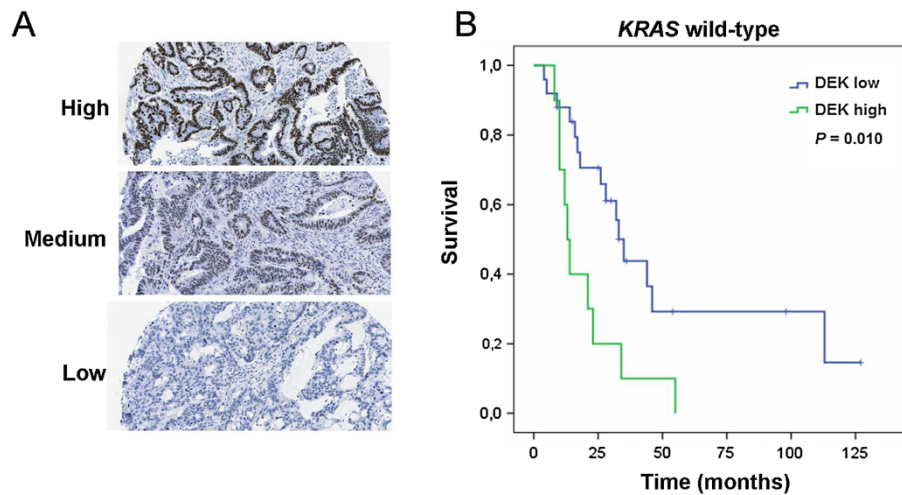 A
High
Medium
Low
B
KRAS wild-type
DEK low
DEK high
P = 0.010
Survival
1,0
0,8
0,6
0,4
0,2
0,0
0 25 50 75 100 125
Time (months)